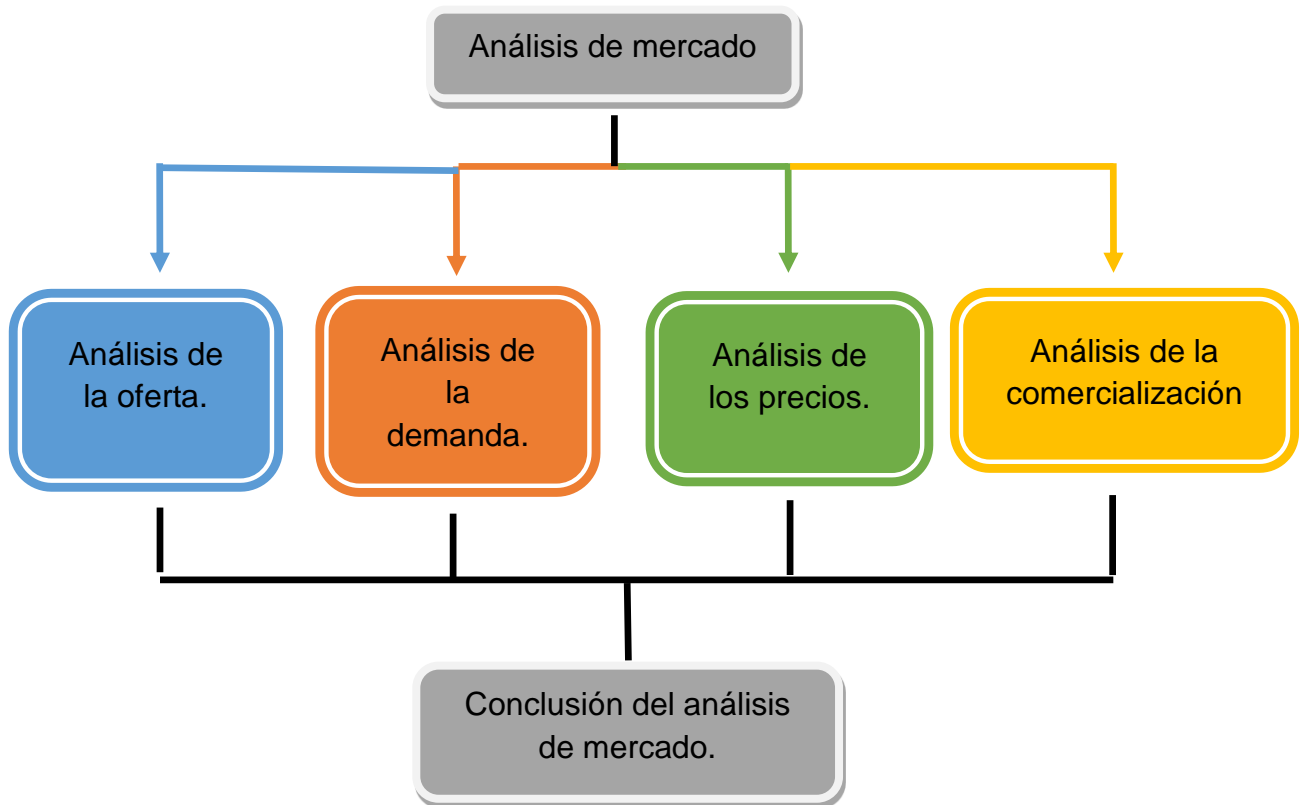 Análisis de mercado
Análisis de
la oferta.
Análisis de
la
demanda.
Análisis de
los precios.
Análisis de la
comercialización
Conclusión del análisis
de mercado.